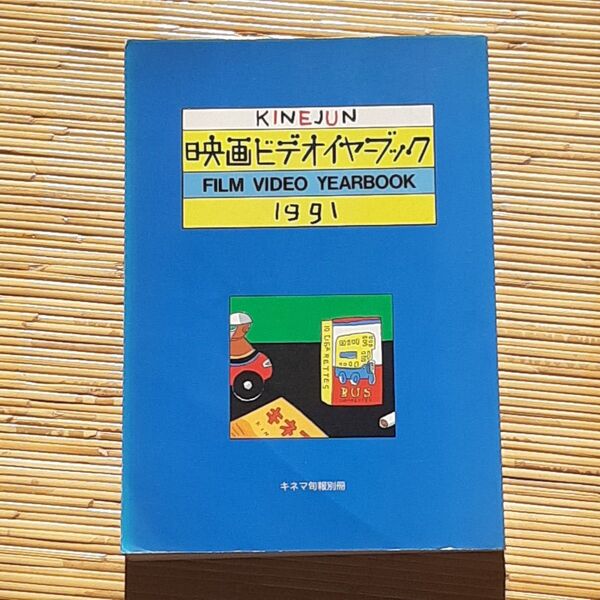 KINEJUN
映画ビデオイヤーブック
FILM VIDEO YEARBOOK
1991
10 CIGARETTES
BUS
キネ
KIN
キネマ旬報別冊